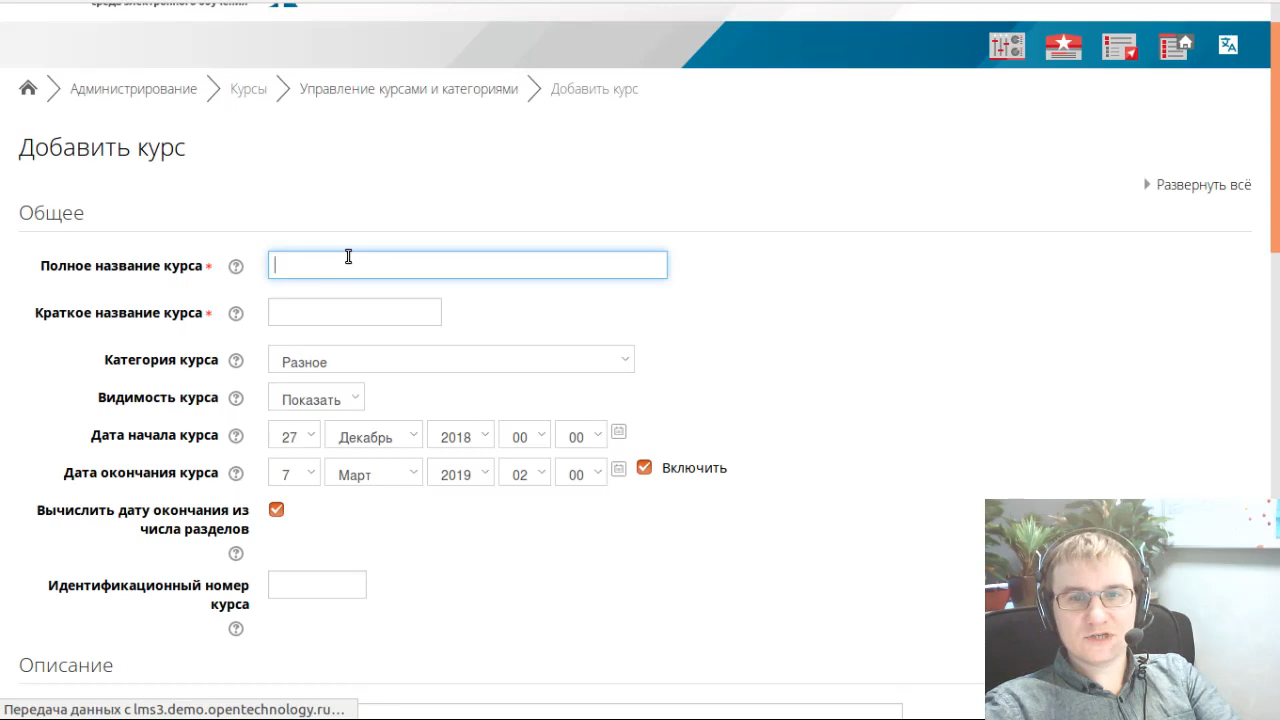 среда электронного обучения
Администрирование Курсы Управление курсами и категориями Добавить курс
Добавить курс
Развернуть всё
Общее
Полное название курса *
Краткое название курса *
Категория курса Разное
Видимость курса Показать
Дата начала курса 27 Декабрь 2018 00 00
Дата окончания курса 7 Март 2019 02 00 Включить
Вычислить дату окончания из
числа разделов
Идентификационный номер
курса
Описание
Передача данных с lms3.demo.opentechnology.ru…